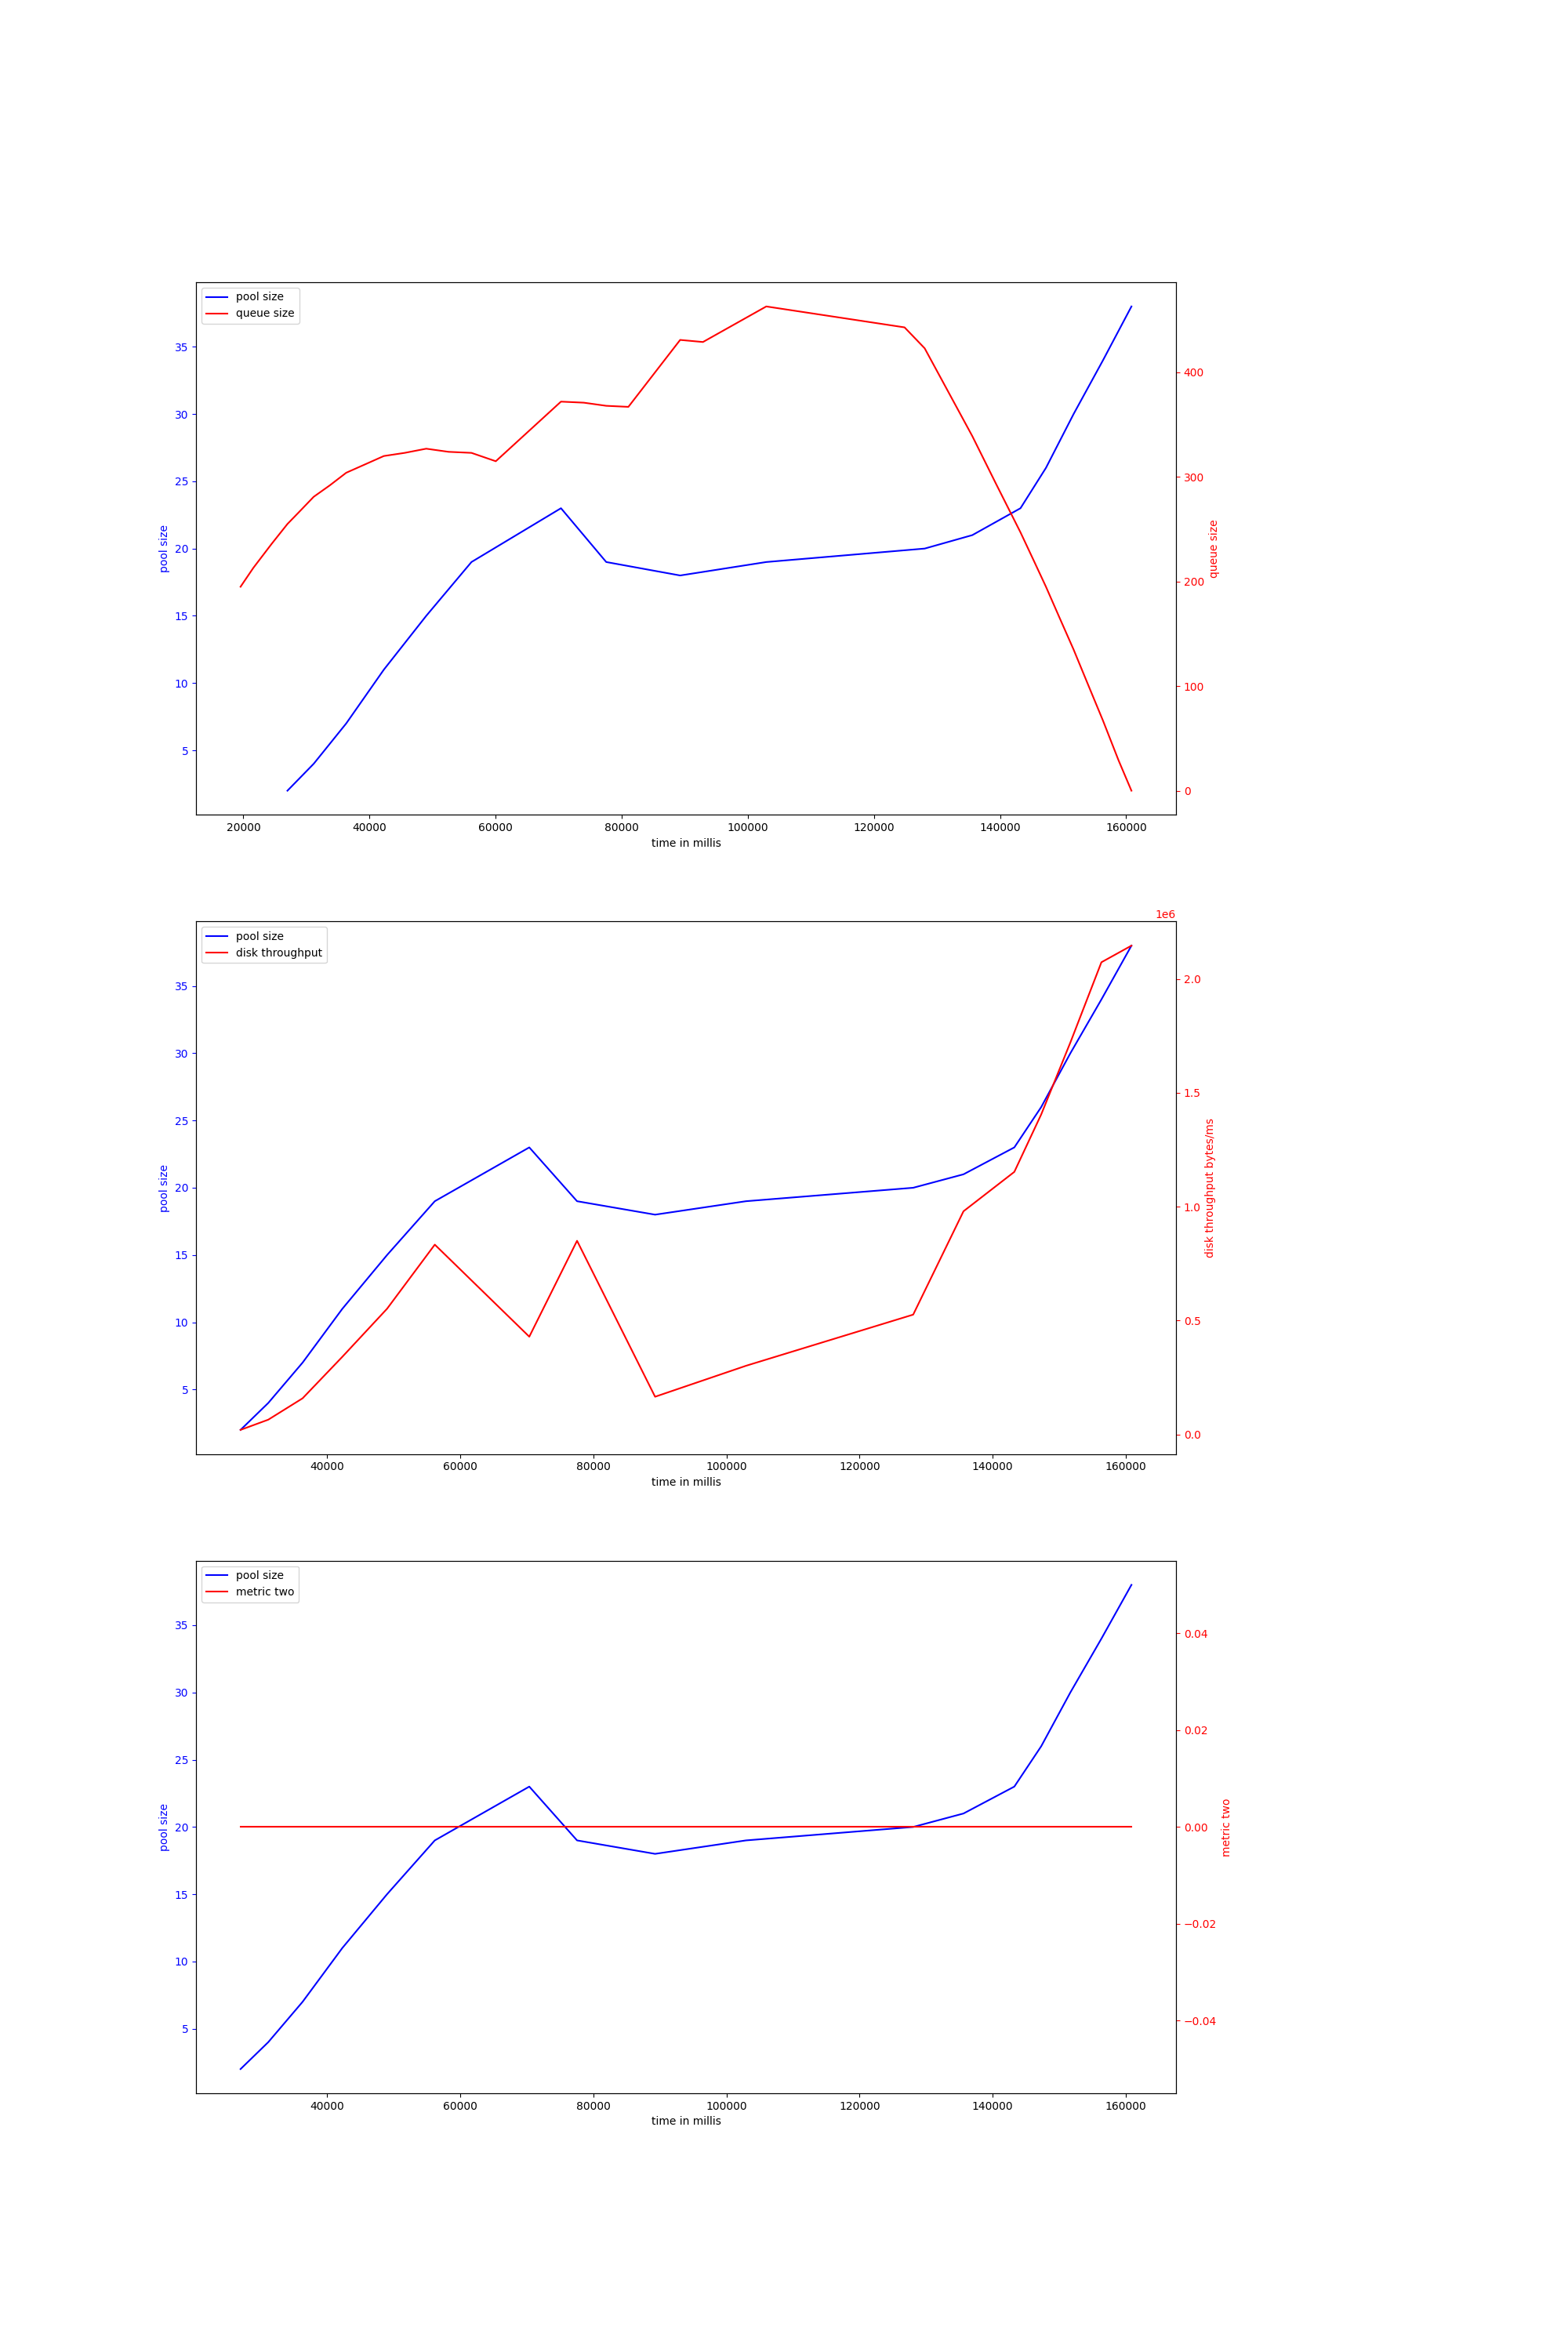 pool size
queue size
35
30
25
20
15
10
5
pool size
400
300
200
100
0
queue size
20000 40000 60000 80000 100000 120000 140000 160000
time in millis
1e6
pool size
disk throughput
35
30
25
20
15
10
5
pool size
2.0
1.5
1.0
0.5
0.0
disk throughput bytes/ms
40000 60000 80000 100000 120000 140000 160000
time in millis
pool size
metric two
35
30
25
20
15
10
5
pool size
0.04
0.02
0.00
−0.02
−0.04
metric two
40000 60000 80000 100000 120000 140000 160000
time in millis